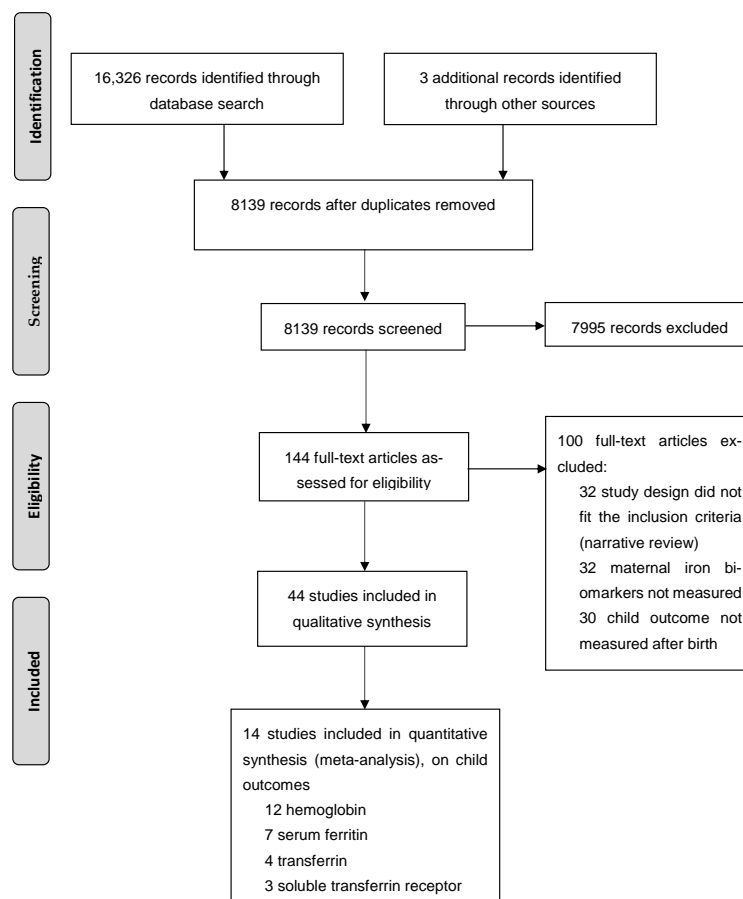 Identification
16,326 records identified through
database search
3 additional records identified
through other sources
8139 records after duplicates removed
Screening
8139 records screened
7995 records excluded
Eligibility
144 full-text articles as-
sessed for eligibility
100 full-text articles ex-
cluded:
32 study design did not
fit the inclusion criteria
(narrative review)
32 maternal iron bi-
omarkers not measured
30 child outcome not
measured after birth
44 studies included in
qualitative synthesis
Included
14 studies included in quantitative
synthesis (meta-analysis), on child
outcomes
12 hemoglobin
7 serum ferritin
4 transferrin
3 soluble transferrin receptor